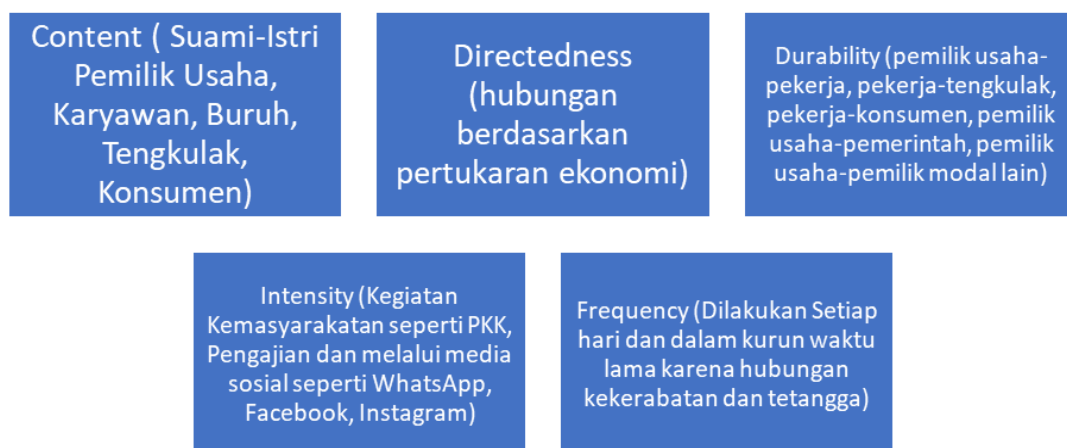 Content ( Suami-Istri
Pemilik Usaha,
Karyawan, Buruh,
Tengkulak,
Konsumen)
Directedness
(hubungan
berdasarkan
pertukaran ekonomi)
Durability (pemilik usaha-
pekerja, pekerja-tengkulak,
pekerja-konsumen, pemilik
usaha-pemerintah, pemilik
usaha-pemilik modal lain)
Intensity (Kegiatan
Kemasyarakatan seperti PKK,
Pengajian dan melalui media
sosial seperti WhatsApp,
Facebook, Instagram)
Frequency (Dilakukan Setiap
hari dan dalam kurun waktu
lama karena hubungan
kekerabatan dan tetangga)